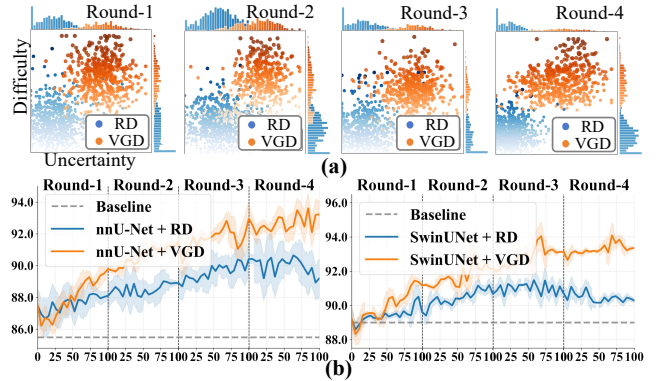 Round-1 Round-2 Round-3 Round-4
Difficulty
RD RD RD RD
VGD VGD VGD VGD
Uncertainty
(a)
Round-1 Round-2 Round-3 Round-4
94.0
92.0
90.0
88.0
86.0
Baseline
nnU-Net + RD
nnU-Net + VGD
0 25 50 75 100 25 50 75 100 25 50 75 100 25 50 75 100
Round-1 Round-2 Round-3 Round-4
96.0
94.0
92.0
90.0
88.0
Baseline
SwinUNet + RD
SwinUNet + VGD
0 25 50 75 100 25 50 75 100 25 50 75 100 25 50 75 100
(b)